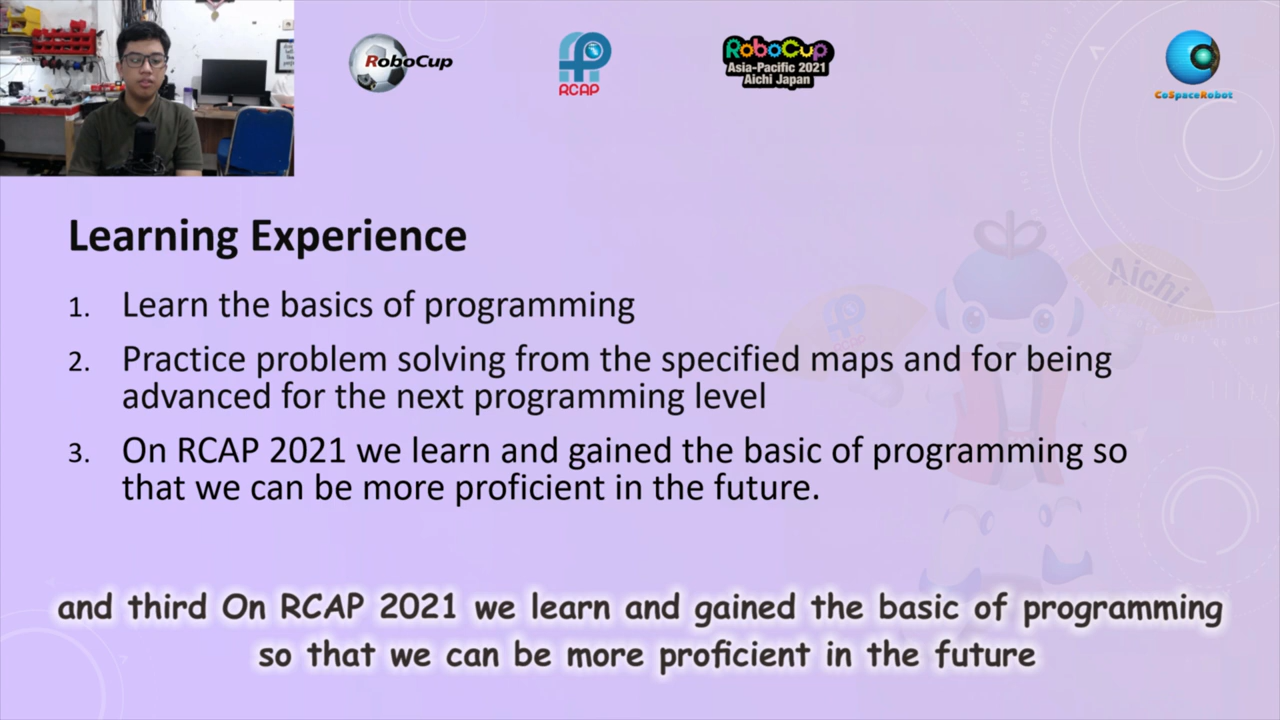 RoboCup
RCAP
RoboCup
Asia-Pacific 2021
Aichi Japan
CoSpaceRobot
Learning Experience
Aichi
1. Learn the basics of programming
RCAP
2. Practice problem solving from the specified maps and for being
advanced for the next programming level
3. On RCAP 2021 we learn and gained the basic of programming so
that we can be more proficient in the future.
and third On RCAP 2021 we learn and gained the basic of programming
so that we can be more proficient in the future